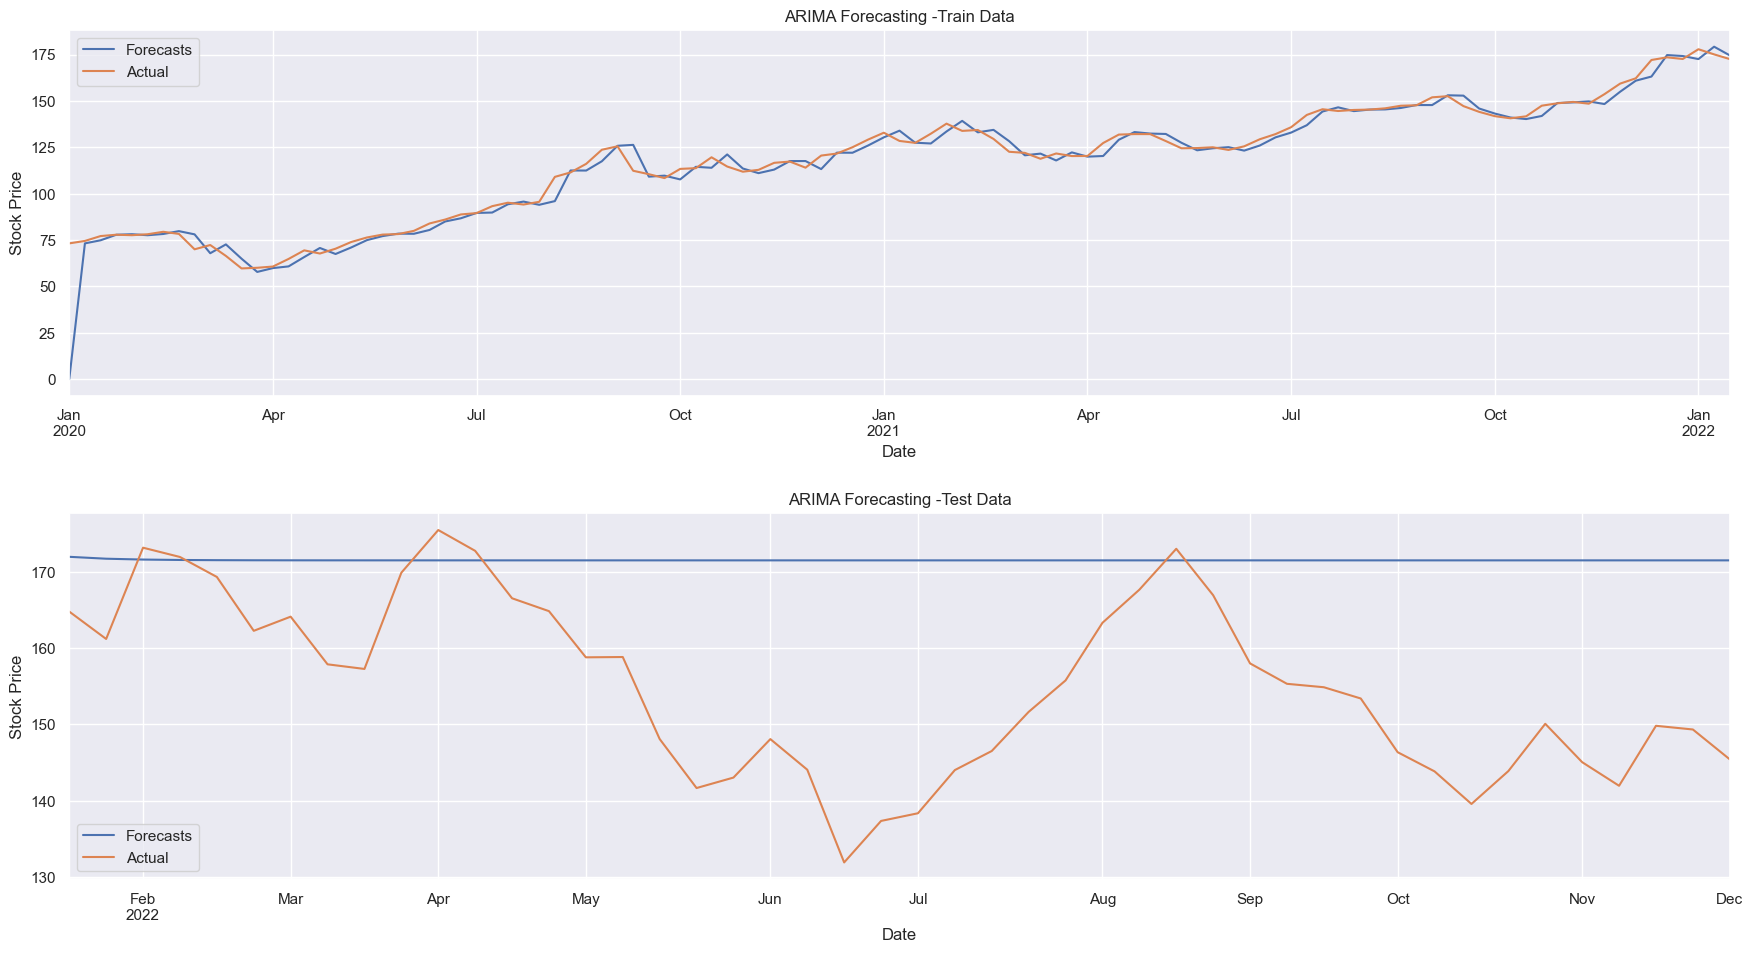 ARIMA Forecasting -Train Data
Forecasts
Actual
Stock Price
175
150
125
100
75
50
25
0
Jan Apr Jul Oct Jan Apr Jul Oct Jan
2020 2021 2022
Date
ARIMA Forecasting -Test Data
Stock Price
170
160
150
140
130
Forecasts
Actual
Feb Mar Apr May Jun Jul Aug Sep Oct Nov Dec
2022
Date